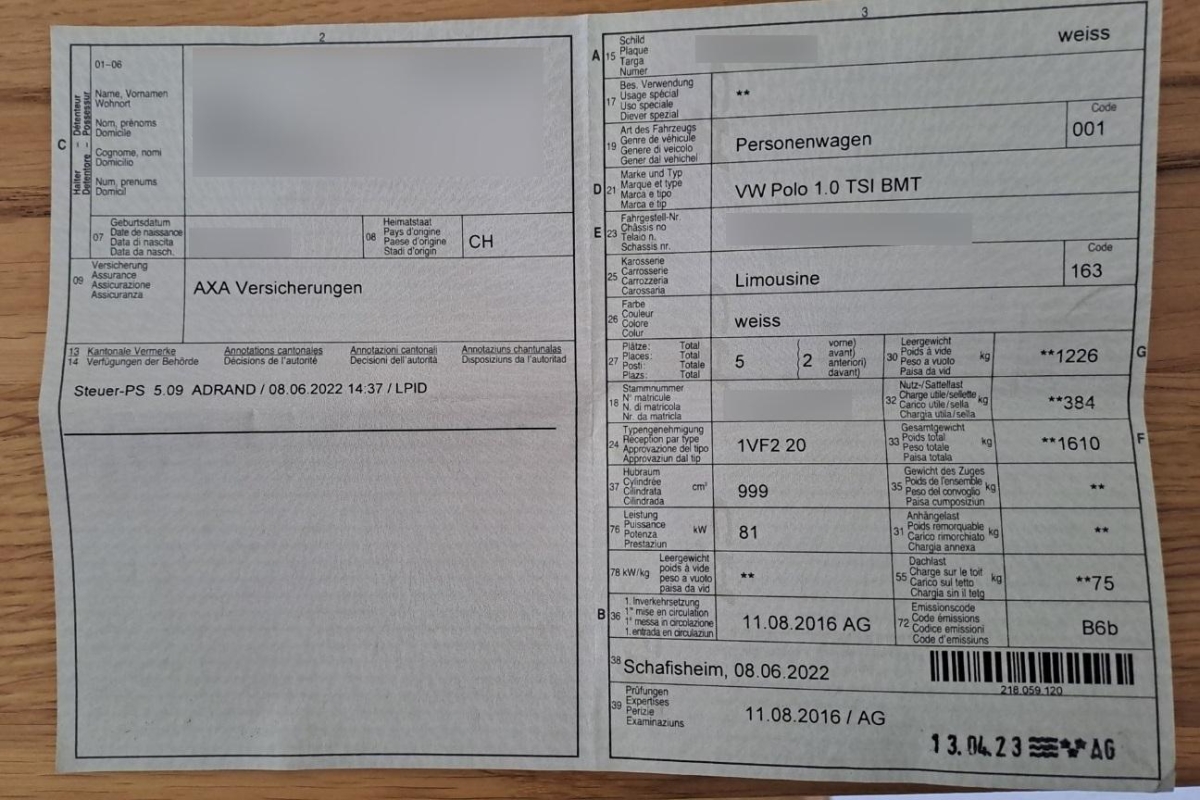 2
01-06
C
Halter - Détenteur
Detentore - Possessur
Name, Vornamen
Wohnort
Nom, prénoms
Domicile
Cognome, nomi
Domicilio
Num, prenums
Domicil
07
Geburtsdatum
Date de naissance
Data di nascita
Data da nasch.
08
Heimatstaat
Pays d'origine
Paese d'origine
Stadi d'origin
CH
09
Versicherung
Assurance
Assicurazione
Assicuranza
AXA Versicherungen
13 Kantonale Vermerke Annotations cantonales Annotazioni cantonali Annotaziuns chantunalas
14 Verfügungen der Behörde Décisions de l'autorité Decisioni dell'autorità Disposiziuns da l'autoritad
Steuer-PS 5.09 ADRAND / 08.06.2022 14:37 / LPID
3
A 15
Schild
Plaque
Targa
Numer
weiss
17
Bes. Verwendung
Usage spécial
Uso speciale
Diever spezial
**
19
Art des Fahrzeugs
Genre de véhicule
Genere di veicolo
Gener dal vehichel
Personenwagen
Code
001
D 21
Marke und Typ
Marque et type
Marca e tipo
Marca e tip
VW Polo 1.0 TSI BMT
E 23
Fahrgestell-Nr.
Châssis no
Telaio n.
Schassis nr.
25
Karosserie
Carrosserie
Carrozzeria
Carossaria
Limousine
Code
163
26
Farbe
Couleur
Colore
Colur
weiss
27
Plätze: Total
Places: Total
Posti: Totale
Plazs: Total
5
2
vorne)
avant)
anteriori)
davant)
30
Leergewicht
Poids à vide
Peso a vuoto
Paisa da vid
kg
**1226
G
18
Stammnummer
N° matricule
N. di matricola
Nr. da matricla
32
Nutz-/Sattellast
Charge utile/sellette
Carico utile/sella
Chargia utila/sella
kg
**384
24
Typengenehmigung
Réception par type
Approvazione del tipo
Approvaziun dal tip
1VF2 20
33
Gesamtgewicht
Poids total
Peso totale
Paisa totala
kg
**1610
F
37
Hubraum
Cylindrée
Cilindrata
Cilindrada
cm³
999
35
Gewicht des Zuges
Poids de l'ensemble
Peso del convoglio
Paisa cumposiziun
kg
**
76
Leistung
Puissance
Potenza
Prestaziun
kW
81
31
Anhängelast
Poids remorquable
Carico rimorchiato
Chargia annexa
kg
**
78 kW/kg
Leergewicht
poids à vide
peso a vuoto
paisa da vid
**
55
Dachlast
Charge sur le toit
Carico sul tetto
Chargia sin il tetg
kg
**75
B 36
1. Inverkehrsetzung
1re mise en circulation
1a messa in circolazione
1. entrada en circulaziun
11.08.2016 AG
72
Emissionscode
Code émissions
Codice emissioni
Code d'emissiuns
B6b
38
Schafisheim, 08.06.2022
218.059.120
39
Prüfungen
Expertises
Perizie
Examinaziuns
11.08.2016 / AG
13.04.23 AG